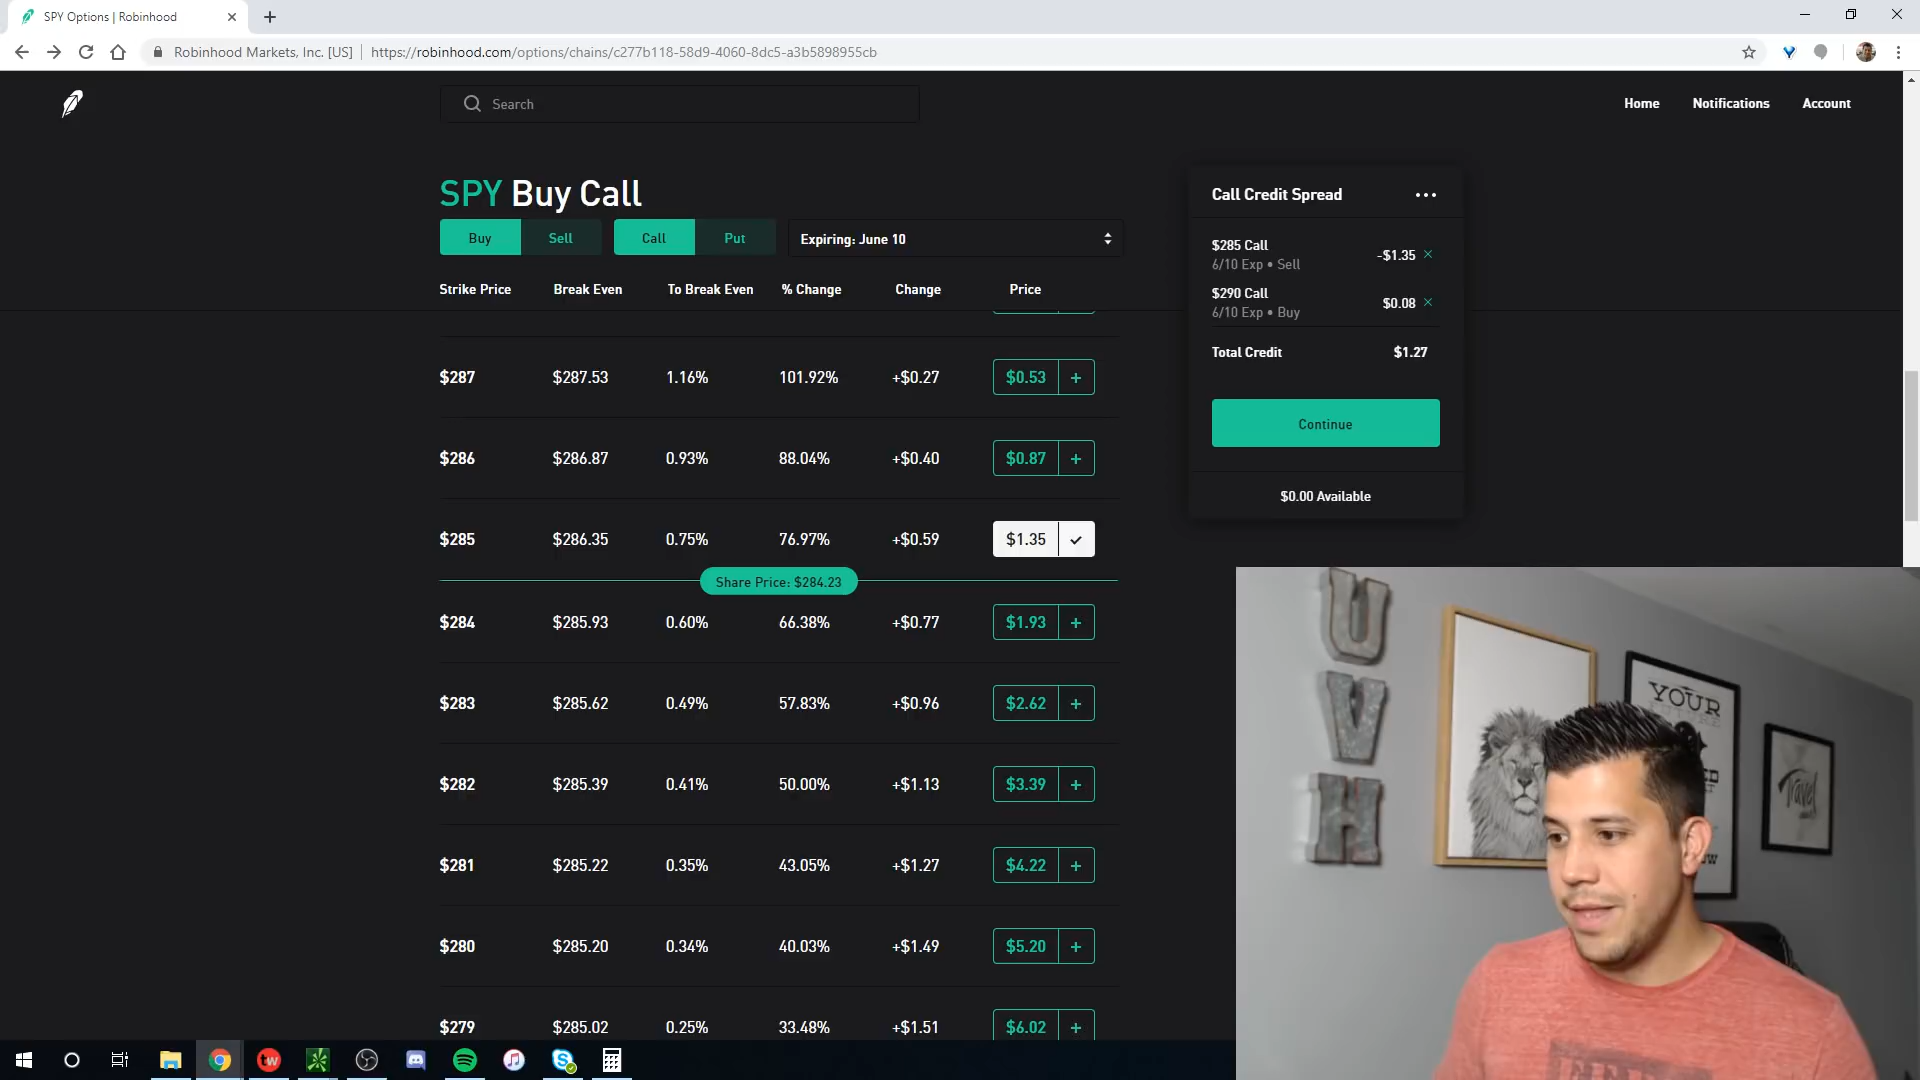 SPY Options | Robinhood
Robinhood Markets, Inc. [US] | https://robinhood.com/options/chains/c277b118-58d9-4060-8dc5-a3b5898955cb
Search
Home Notifications Account
SPY Buy Call
Buy Sell Call Put Expiring: June 10
Strike Price Break Even To Break Even % Change Change Price
$287 $287.53 1.16% 101.92% +$0.27 $0.53 +
$286 $286.87 0.93% 88.04% +$0.40 $0.87 +
$285 $286.35 0.75% 76.97% +$0.59 $1.35
Share Price: $284.23
$284 $285.93 0.60% 66.38% +$0.77 $1.93 +
$283 $285.62 0.49% 57.83% +$0.96 $2.62 +
$282 $285.39 0.41% 50.00% +$1.13 $3.39 +
$281 $285.22 0.35% 43.05% +$1.27 $4.22 +
$280 $285.20 0.34% 40.03% +$1.49 $5.20 +
$279 $285.02 0.25% 33.48% +$1.51 $6.02 +
Call Credit Spread
$285 Call
6/10 Exp • Sell
-$1.35
$290 Call
6/10 Exp • Buy
$0.08
Total Credit $1.27
Continue
$0.00 Available
U
V
H
YOUR
Travel
tw